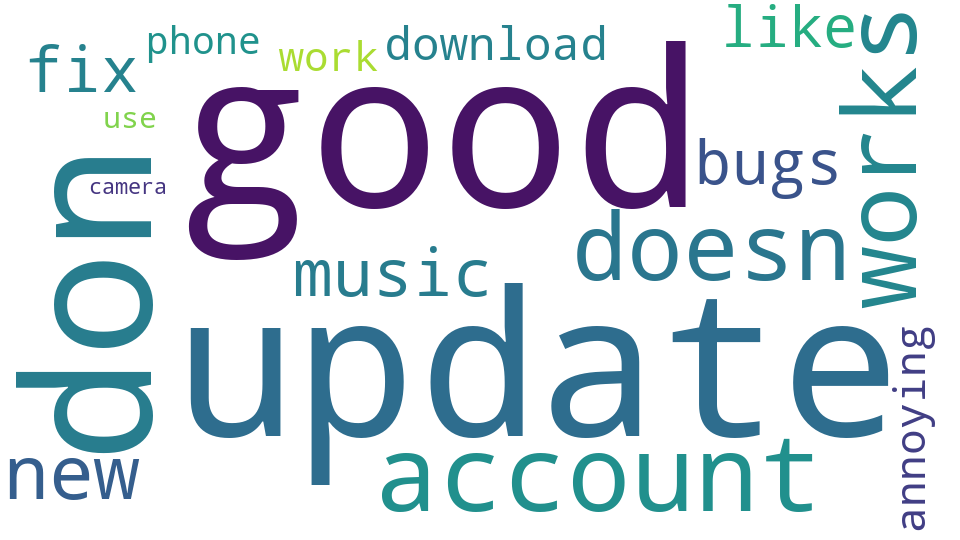 like
phone
download
fix
work
works
good
use
bugs
camera
don
doesn
music
update
annoying
new
account